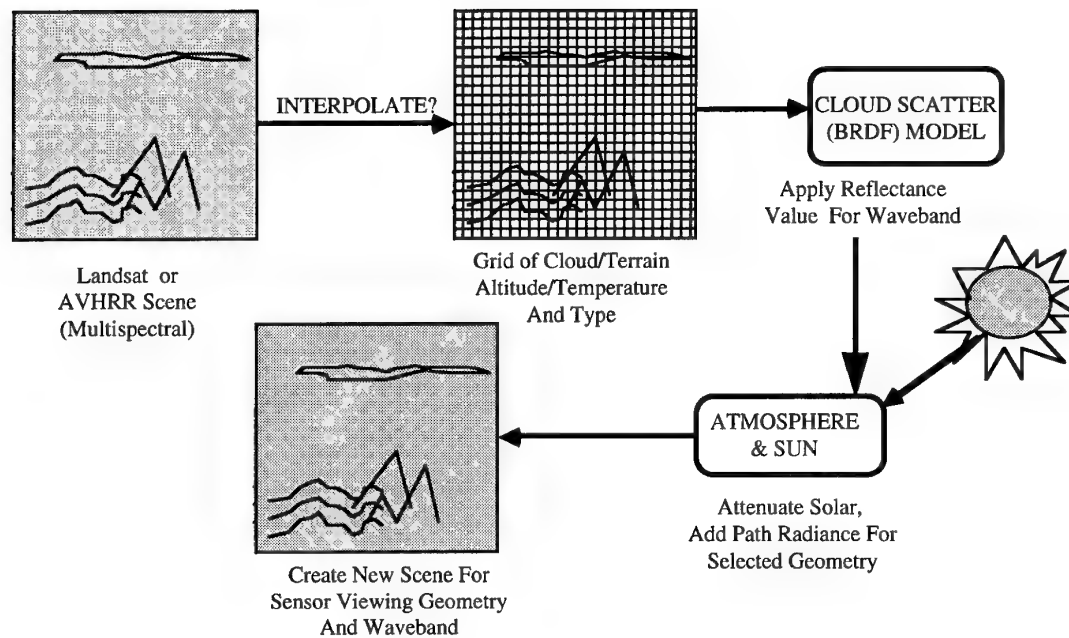 INTERPOLATE?
CLOUD SCATTER
(BRDF) MODEL
Apply Reflectance
Value For Waveband
Landsat or
AVHRR Scene
(Multispectral)
Grid of Cloud/Terrain
Altitude/Temperature
And Type
ATMOSPHERE
& SUN
Attenuate Solar,
Add Path Radiance For
Selected Geometry
Create New Scene For
Sensor Viewing Geometry
And Waveband